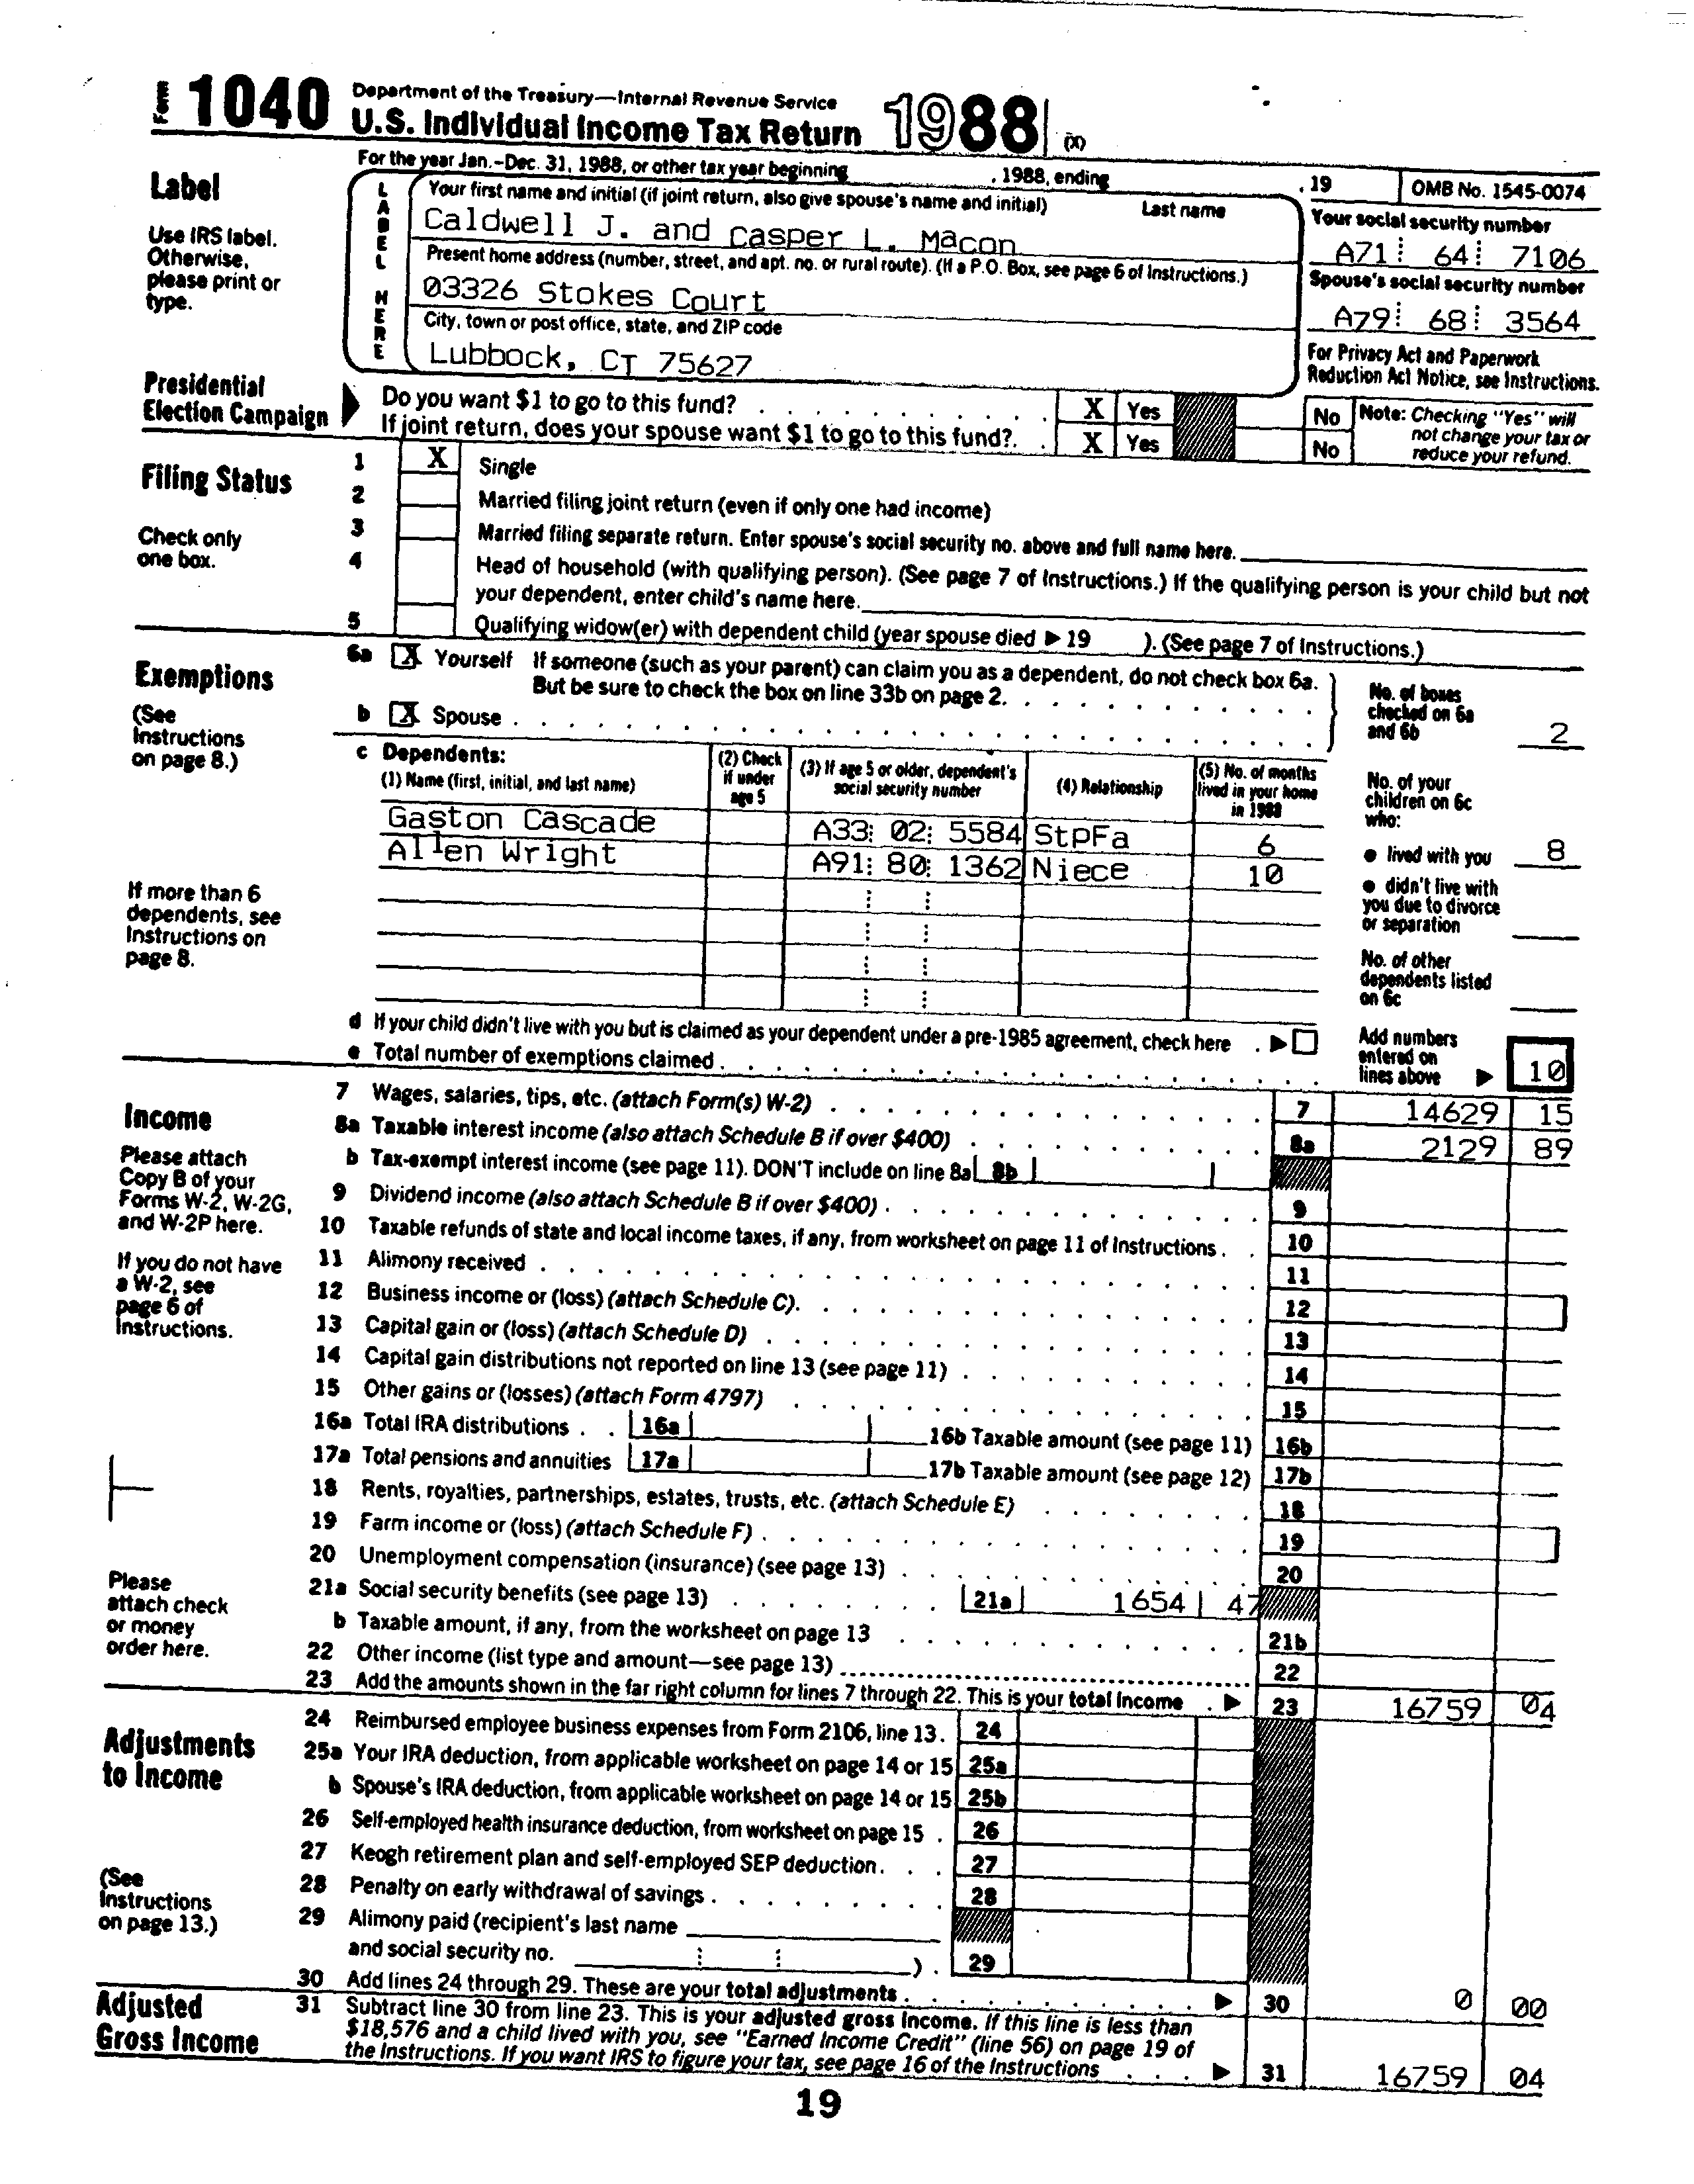 Form 1040 Department of the Treasury—Internal Revenue Service
U.S. Individual Income Tax Return 1988 (X)
For the year Jan.-Dec. 31, 1988, or other tax year beginning , 1988, ending , 19 OMB No. 1545-0074
Label
Use IRS label.
Otherwise,
please print or
type.
LABEL HERE
Your first name and initial (if joint return, also give spouse's name and initial) Last name
Caldwell J. and Casper L. Macon
Your social security number
A71 64 7106
Present home address (number, street, and apt. no. or rural route). (If a P.O. Box, see page 6 of Instructions.)
03326 Stokes Court
Spouse's social security number
A79 68 3564
City, town or post office, state, and ZIP code
Lubbock, CT 75627
For Privacy Act and Paperwork
Reduction Act Notice, see Instructions.
Presidential
Election Campaign
Do you want $1 to go to this fund? X Yes No
If joint return, does your spouse want $1 to go to this fund? X Yes No
Note: Checking "Yes" will
not change your tax or
reduce your refund.
Filing Status
Check only
one box.
1 X Single
2 Married filing joint return (even if only one had income)
3 Married filing separate return. Enter spouse's social security no. above and full name here.
4 Head of household (with qualifying person). (See page 7 of Instructions.) If the qualifying person is your child but not
your dependent, enter child's name here.
5 Qualifying widow(er) with dependent child (year spouse died ▶ 19 ). (See page 7 of Instructions.)
Exemptions
(See
Instructions
on page 8.)
6a X Yourself If someone (such as your parent) can claim you as a dependent, do not check box 6a.
But be sure to check the box on line 33b on page 2.
b X Spouse
No. of boxes
checked on 6a
and 6b 2
c Dependents:
(1) Name (first, initial, and last name)
(2) Check
if under
age 5
(3) If age 5 or older, dependent's
social security number
(4) Relationship
(5) No. of months
lived in your home
in 1988
Gaston Cascade A33 02 5584 StpFa 6
Allen Wright A91 80 1362 Niece 10
No. of your
children on 6c
who:
● lived with you 8
● didn't live with
you due to divorce
or separation
No. of other
dependents listed
on 6c
If more than 6
dependents, see
Instructions on
page 8.
d If your child didn't live with you but is claimed as your dependent under a pre-1985 agreement, check here ▶
e Total number of exemptions claimed
Add numbers
entered on
lines above ▶ 10
Income
Please attach
Copy B of your
Forms W-2, W-2G,
and W-2P here.
If you do not have
a W-2, see
page 6 of
Instructions.
Please
attach check
or money
order here.
7 Wages, salaries, tips, etc. (attach Form(s) W-2) 7 14629 15
8a Taxable interest income (also attach Schedule B if over $400) 8a 2129 89
b Tax-exempt interest income (see page 11). DON'T include on line 8a 8b
9 Dividend income (also attach Schedule B if over $400) 9
10 Taxable refunds of state and local income taxes, if any, from worksheet on page 11 of Instructions 10
11 Alimony received 11
12 Business income or (loss) (attach Schedule C) 12
13 Capital gain or (loss) (attach Schedule D) 13
14 Capital gain distributions not reported on line 13 (see page 11) 14
15 Other gains or (losses) (attach Form 4797) 15
16a Total IRA distributions 16a 16b Taxable amount (see page 11) 16b
17a Total pensions and annuities 17a 17b Taxable amount (see page 12) 17b
18 Rents, royalties, partnerships, estates, trusts, etc. (attach Schedule E) 18
19 Farm income or (loss) (attach Schedule F) 19
20 Unemployment compensation (insurance) (see page 13) 20
21a Social security benefits (see page 13) 21a 1654 47
b Taxable amount, if any, from the worksheet on page 13 21b
22 Other income (list type and amount—see page 13) 22
23 Add the amounts shown in the far right column for lines 7 through 22. This is your total income ▶ 23 16759 04
Adjustments
to Income
(See
Instructions
on page 13.)
24 Reimbursed employee business expenses from Form 2106, line 13. 24
25a Your IRA deduction, from applicable worksheet on page 14 or 15 25a
b Spouse's IRA deduction, from applicable worksheet on page 14 or 15 25b
26 Self-employed health insurance deduction, from worksheet on page 15 26
27 Keogh retirement plan and self-employed SEP deduction 27
28 Penalty on early withdrawal of savings 28
29 Alimony paid (recipient's last name
and social security no. ) 29
30 Add lines 24 through 29. These are your total adjustments ▶ 30 0 00
Adjusted
Gross Income
31 Subtract line 30 from line 23. This is your adjusted gross income. If this line is less than
$18,576 and a child lived with you, see "Earned Income Credit" (line 56) on page 19 of
the Instructions. If you want IRS to figure your tax, see page 16 of the Instructions ▶ 31 16759 04
19